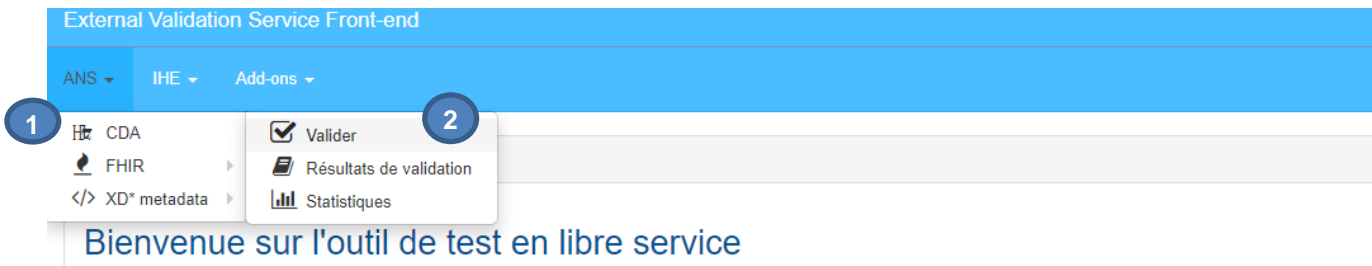 External Validation Service Front-end
ANS IHE Add-ons
1 CDA 2 Valider
FHIR Résultats de validation
</> XD* metadata Statistiques
Bienvenue sur l'outil de test en libre service